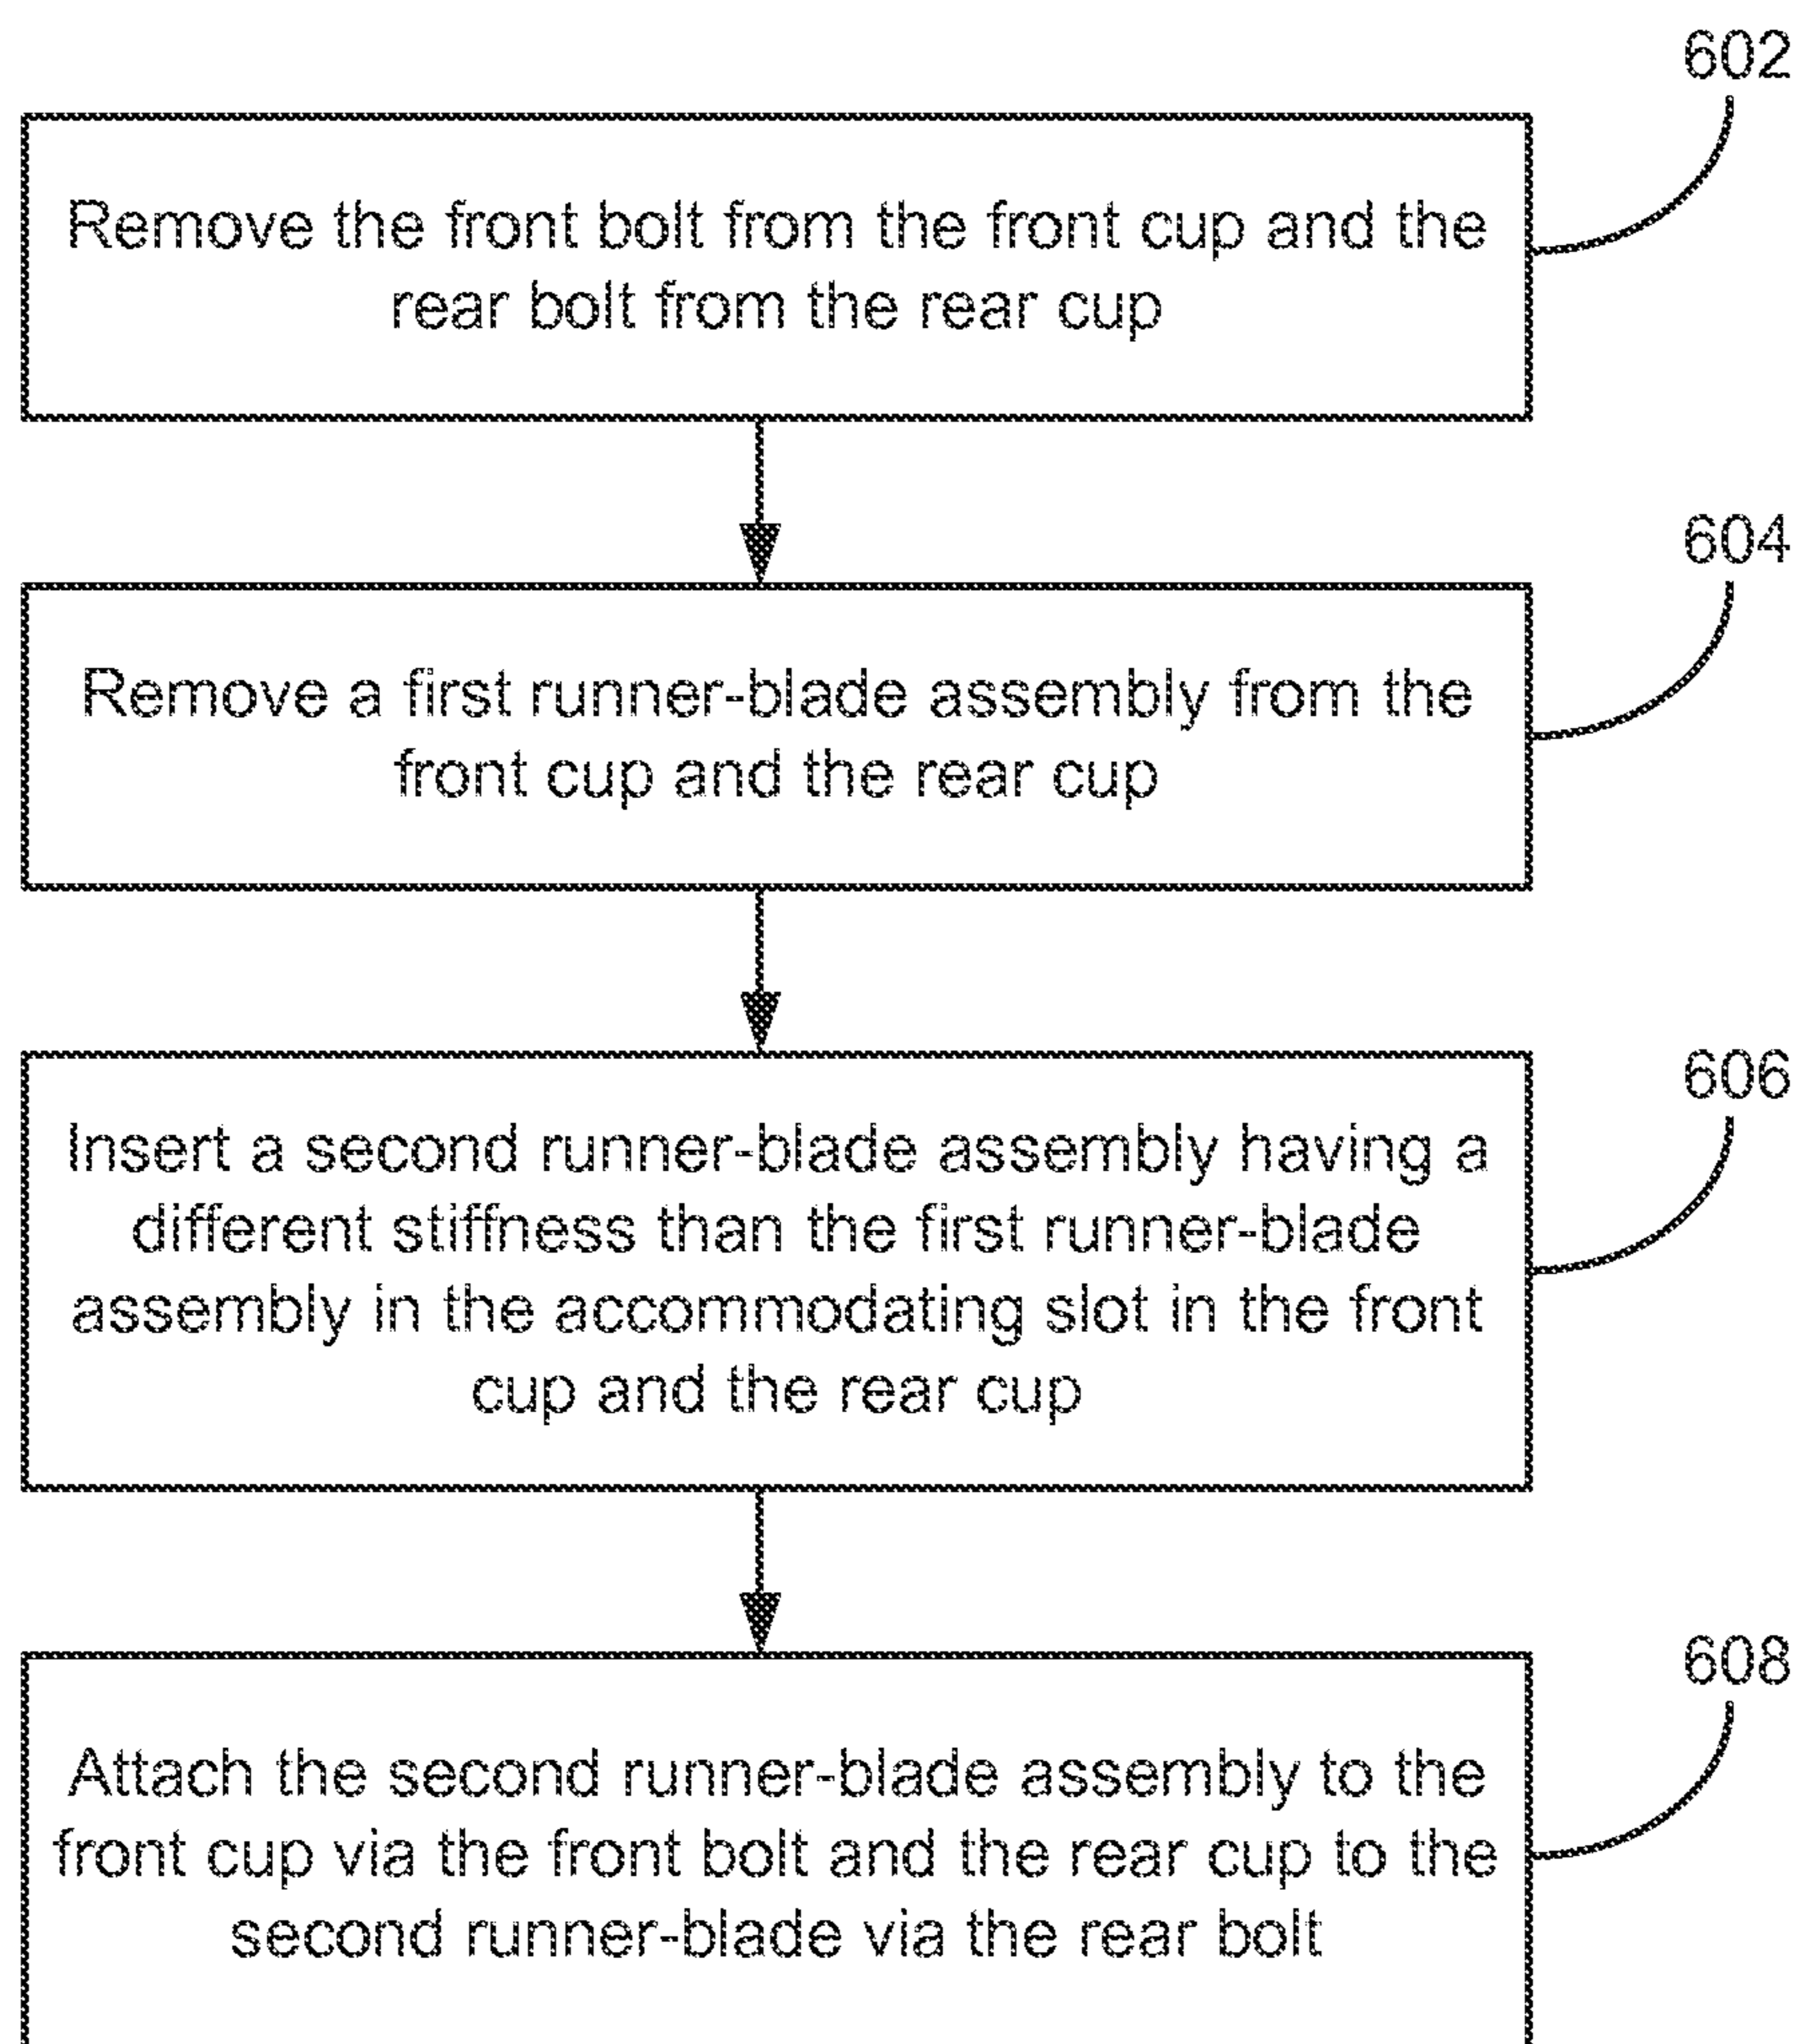 602
Remove the front bolt from the front cup and the
rear bolt from the rear cup
604
Remove a first runner-blade assembly from the
front cup and the rear cup
606
Insert a second runner-blade assembly having a
different stiffness than the first runner-blade
assembly in the accommodating slot in the front
cup and the rear cup
608
Attach the second runner-blade assembly to the
front cup via the front bolt and the rear cup to the
second runner-blade via the rear bolt